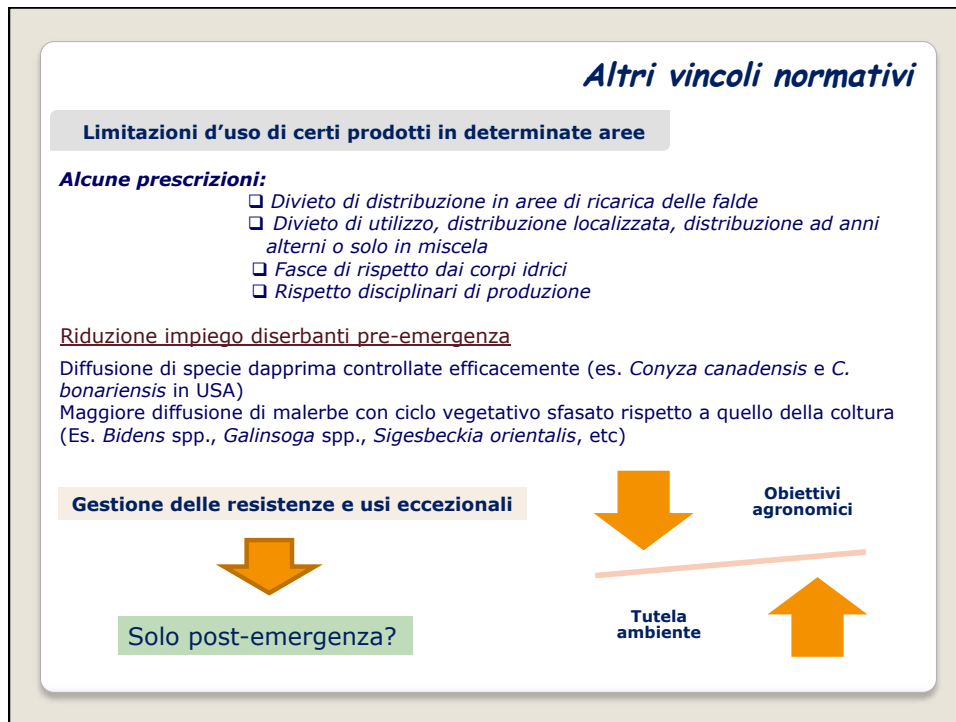 Altri vincoli normativi
Limitazioni d’uso di certi prodotti in determinate aree
Alcune prescrizioni:
❑ Divieto di distribuzione in aree di ricarica delle falde
❑ Divieto di utilizzo, distribuzione localizzata, distribuzione ad anni
alterni o solo in miscela
❑ Fasce di rispetto dai corpi idrici
❑ Rispetto disciplinari di produzione
Riduzione impiego diserbanti pre-emergenza
Diffusione di specie dapprima controllate efficacemente (es. Conyza canadensis e C.
bonariensis in USA)
Maggiore diffusione di malerbe con ciclo vegetativo sfasato rispetto a quello della coltura
(Es. Bidens spp., Galinsoga spp., Sigesbeckia orientalis, etc)
Gestione delle resistenze e usi eccezionali
Solo post-emergenza?
Obiettivi
agronomici
Tutela
ambiente